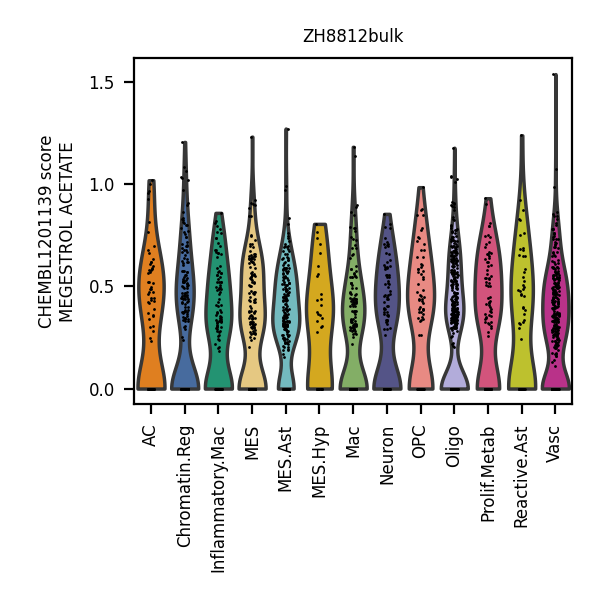 ZH8812bulk
CHEMBL1201139 score
MEGESTROL ACETATE
1.5
1.0
0.5
0.0
AC
Chromatin.Reg
Inflammatory.Mac
MES
MES.Ast
MES.Hyp
Mac
Neuron
OPC
Oligo
Prolif.Metab
Reactive.Ast
Vasc